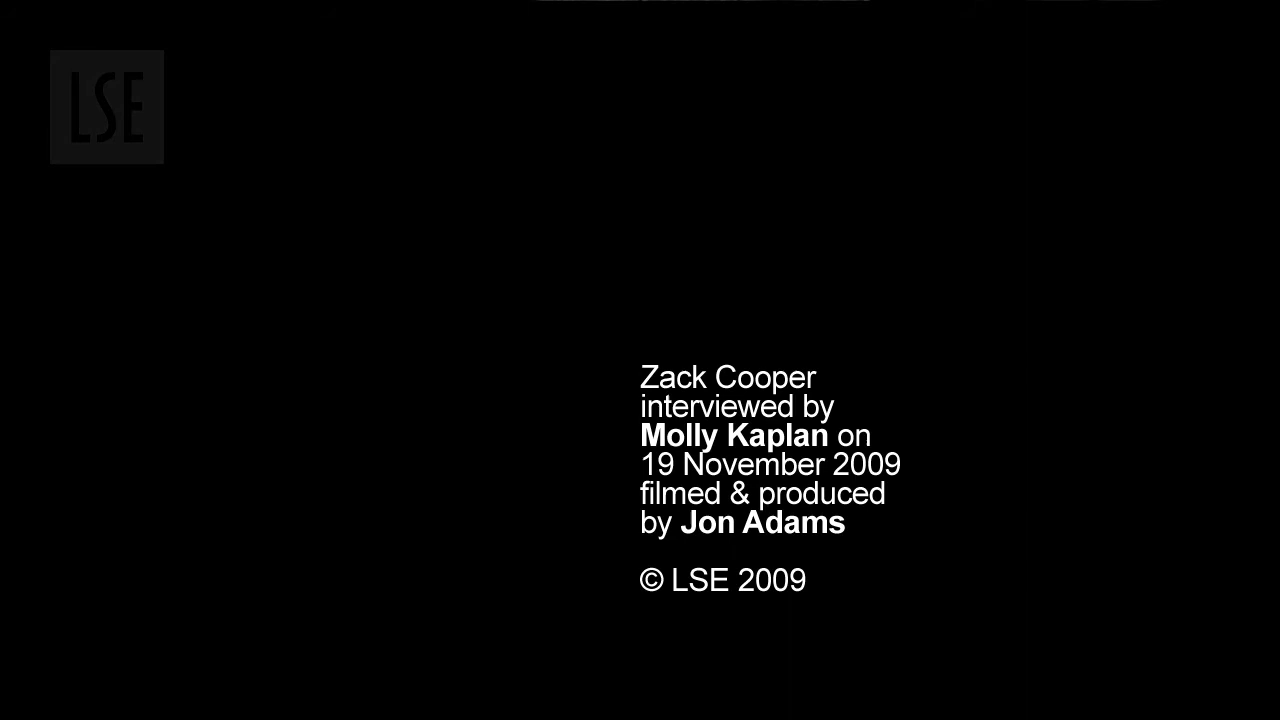 LSE
Zack Cooper
interviewed by
Molly Kaplan on
19 November 2009
filmed & produced
by Jon Adams
© LSE 2009